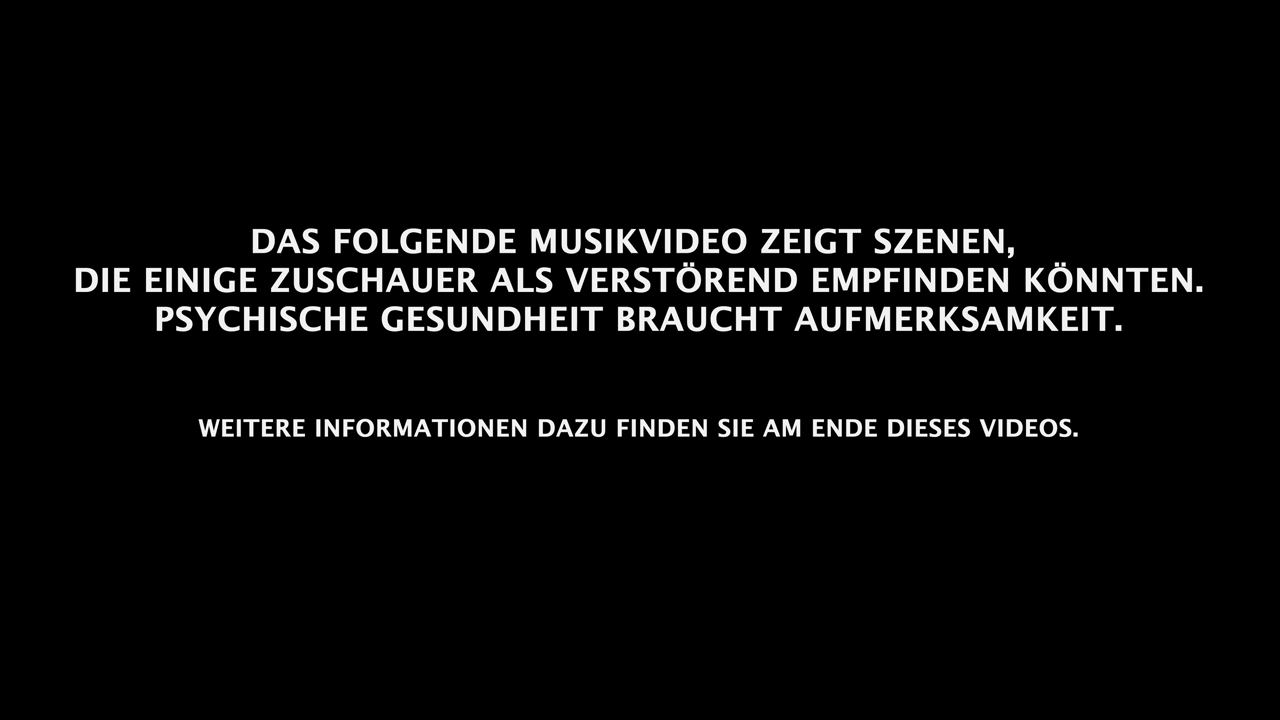 DAS FOLGENDE MUSIKVIDEO ZEIGT SZENEN,
DIE EINIGE ZUSCHAUER ALS VERSTÖREND EMPFINDEN KÖNNTEN.
PSYCHISCHE GESUNDHEIT BRAUCHT AUFMERKSAMKEIT.
WEITERE INFORMATIONEN DAZU FINDEN SIE AM ENDE DIESES VIDEOS.